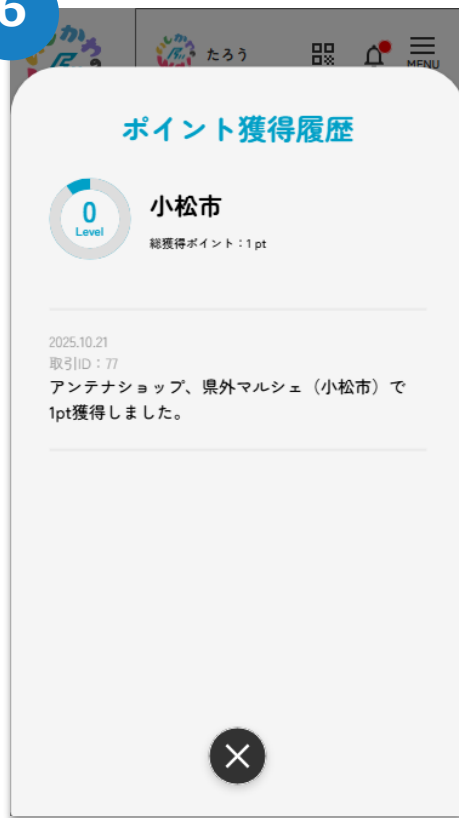 6
たろう
MENU
ポイント獲得履歴
0
Level
小松市
総獲得ポイント：1 pt
2025.10.21
取引ID：77
アンテナショップ、県外マルシェ（小松市）で
1pt獲得しました。